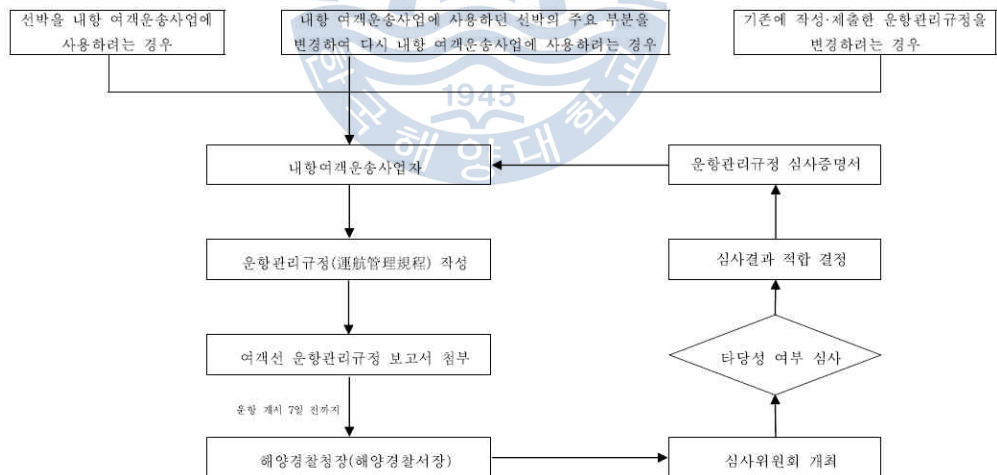 선박을 내항 여객운송사업에
사용하려는 경우
내항 여객운송사업에 사용하던 선박의 주요 부분을
변경하여 다시 내항 여객운송사업에 사용하려는 경우
기존에 작성·제출한 운항관리규정을
변경하려는 경우
1945
한국해양대학교
내항여객운송사업자
운항관리규정 심사증명서
운항관리규정(運航管理規程) 작성
심사결과 적합 결정
여객선 운항관리규정 보고서 첨부
타당성 여부 심사
운항 개시 7일 전까지
해양경찰청장(해양경찰서장)
심사위원회 개최